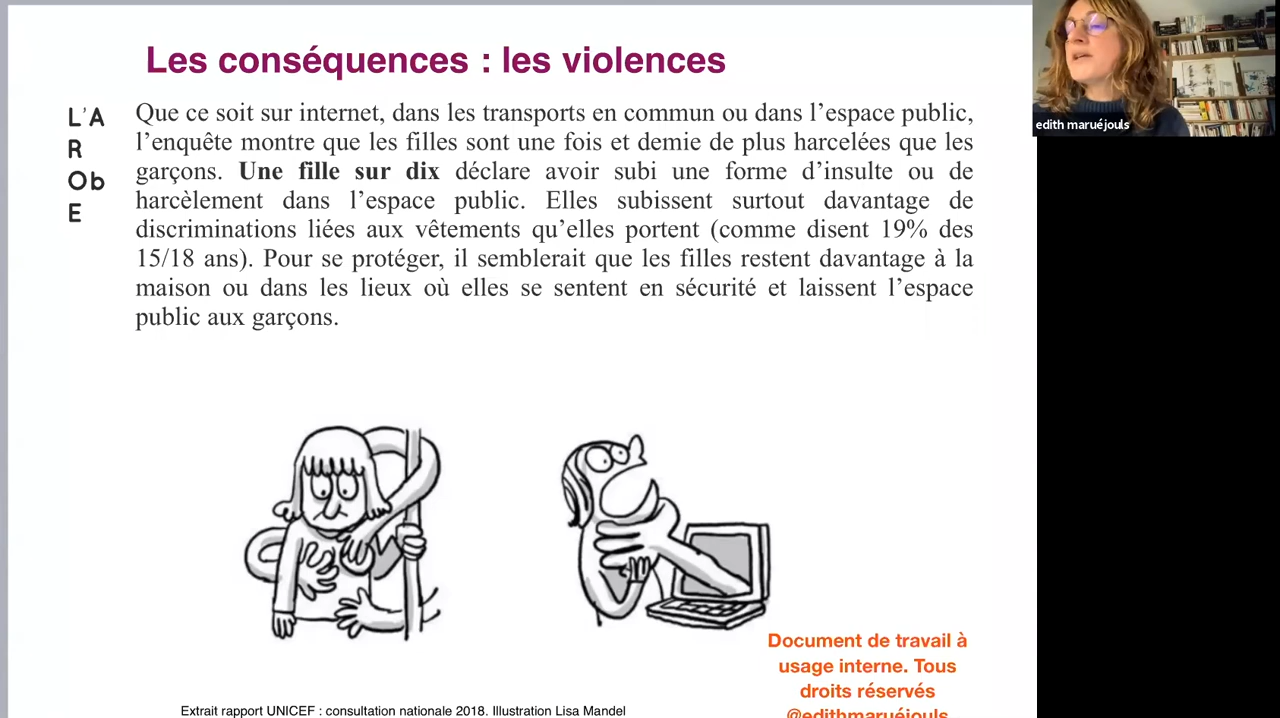 Les conséquences : les violences
L'A
R
Ob
E
Que ce soit sur internet, dans les transports en commun ou dans l'espace public,
l'enquête montre que les filles sont une fois et demie de plus harcelées que les
garçons. Une fille sur dix déclare avoir subi une forme d'insulte ou de
harcèlement dans l'espace public. Elles subissent surtout davantage de
discriminations liées aux vêtements qu'elles portent (comme disent 19% des
15/18 ans). Pour se protéger, il semblerait que les filles restent davantage à la
maison ou dans les lieux où elles se sentent en sécurité et laissent l'espace
public aux garçons.
Document de travail à
usage interne. Tous
droits réservés
@edithmaruéjouls
Extrait rapport UNICEF : consultation nationale 2018. Illustration Lisa Mandel
edith maruéjouls